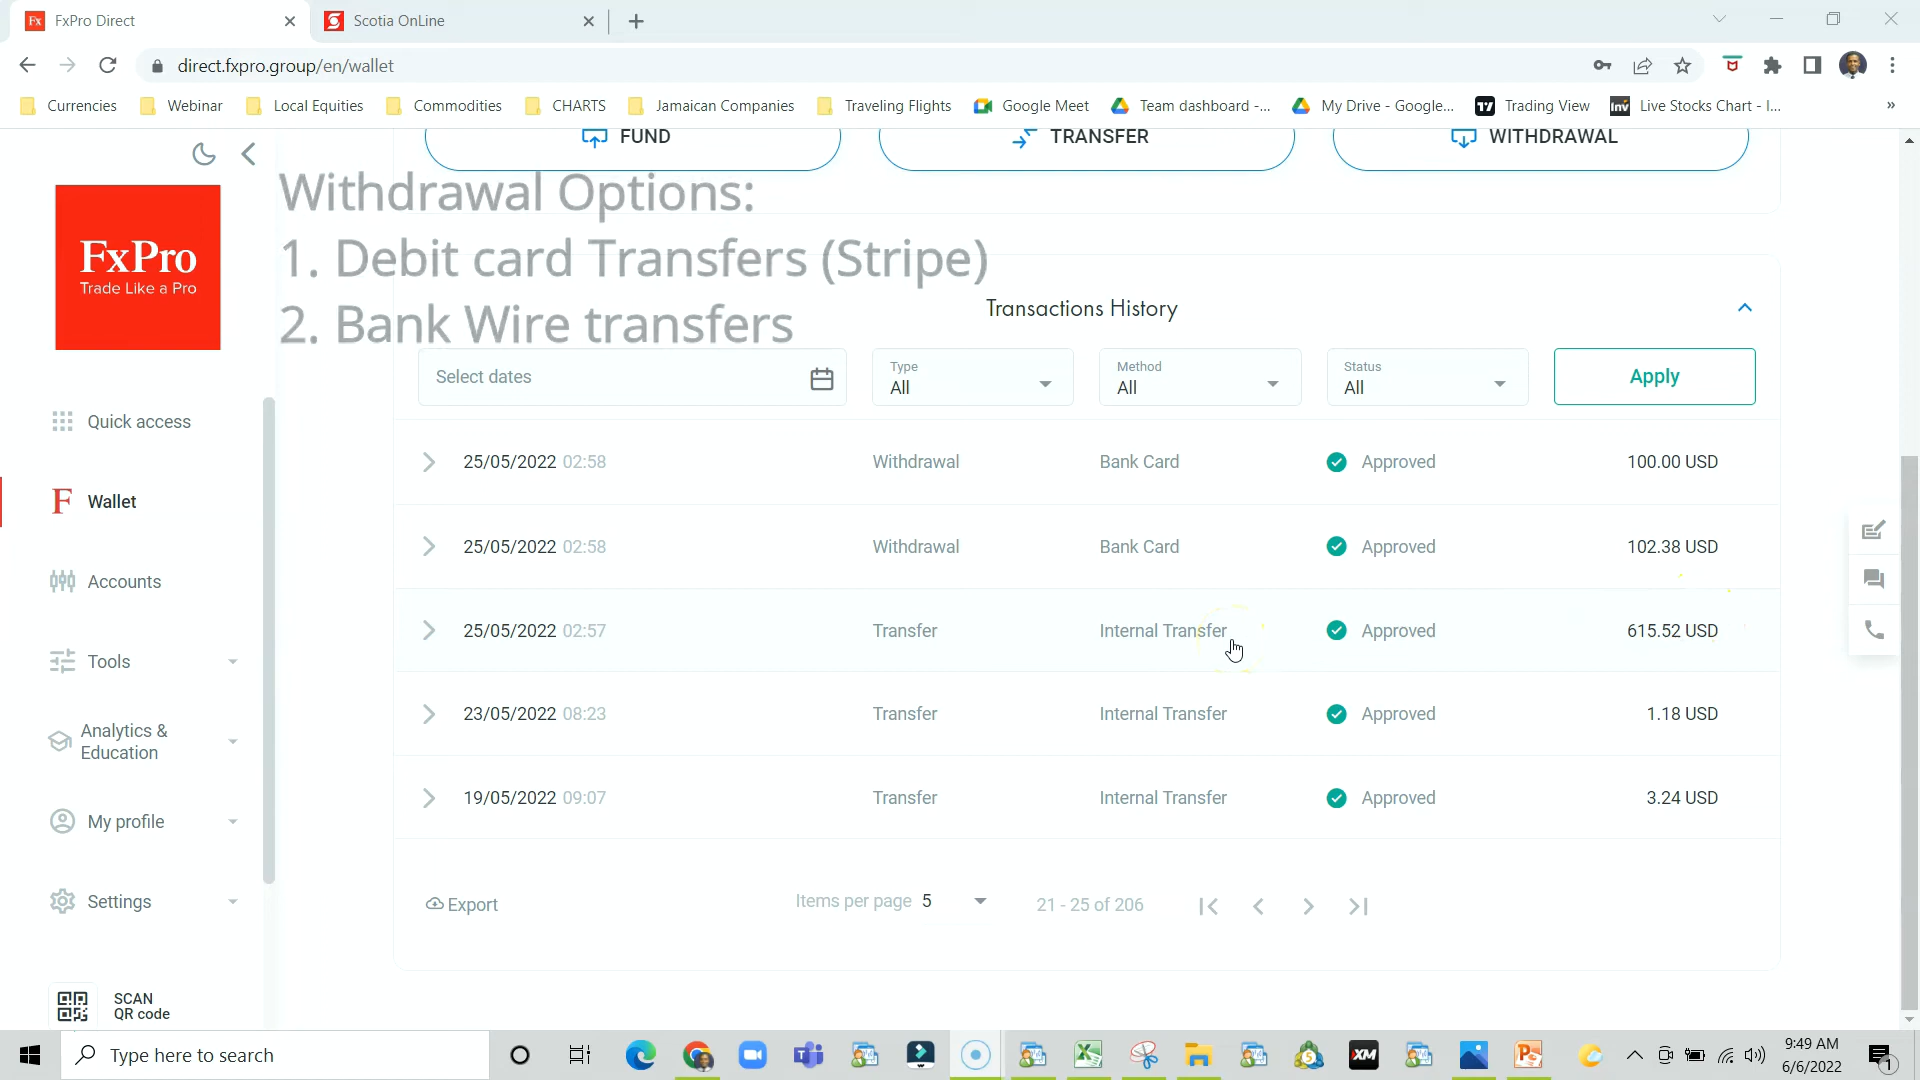 FxPro Direct
Scotia OnLine
direct.fxpro.group/en/wallet
Currencies
Webinar
Local Equities
Commodities
CHARTS
Jamaican Companies
Traveling Flights
Google Meet
Team dashboard -...
My Drive - Google...
Trading View
Live Stocks Chart - I...
»
FUND
TRANSFER
WITHDRAWAL
Withdrawal Options:
1. Debit card Transfers (Stripe)
2. Bank Wire transfers
FxPro
Trade Like a Pro
Quick access
Wallet
Accounts
Tools
Analytics &
Education
My profile
Settings
SCAN
QR code
Transactions History
Select dates
Type
All
Method
All
Status
All
Apply
25/05/2022 02:58 Withdrawal Bank Card Approved 100.00 USD
25/05/2022 02:58 Withdrawal Bank Card Approved 102.38 USD
25/05/2022 02:57 Transfer Internal Transfer Approved 615.52 USD
23/05/2022 08:23 Transfer Internal Transfer Approved 1.18 USD
19/05/2022 09:07 Transfer Internal Transfer Approved 3.24 USD
Export
Items per page 5
21 - 25 of 206
Type here to search
XM
9:49 AM
6/6/2022
1